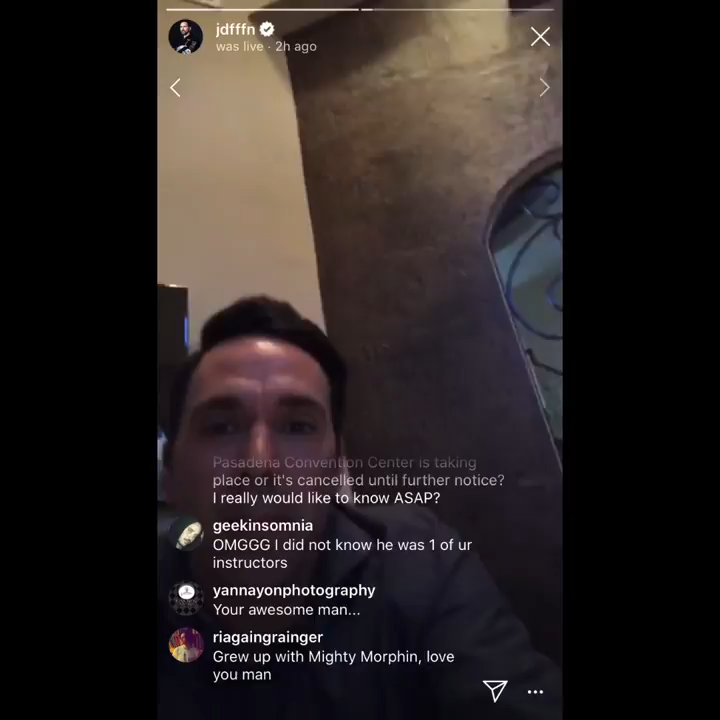 jdfffn
was live · 2h ago
Pasadena Convention Center is taking
place or it's cancelled until further notice?
I really would like to know ASAP?
geekinsomnia
OMGGG I did not know he was 1 of ur
instructors
yannayonphotography
Your awesome man...
riagaingrainger
Grew up with Mighty Morphin, love
you man